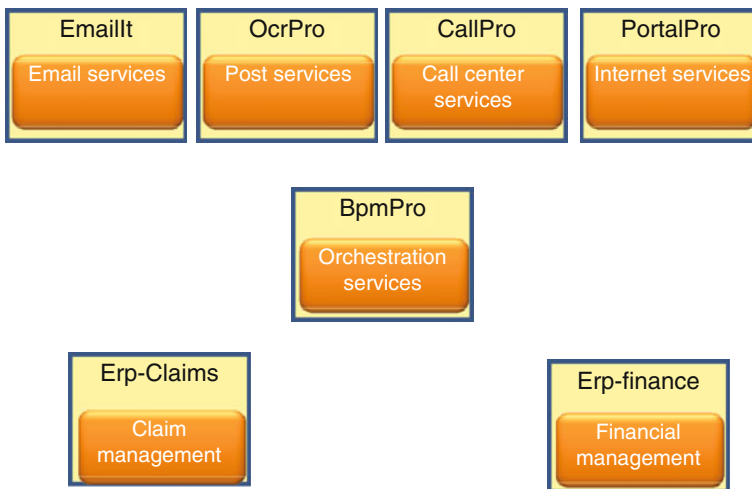 EmailIt
OcrPro
CallPro
PortalPro
Email services
Post services
Call center
services
Internet services
BpmPro
Orchestration
services
Erp-Claims
Claim
management
Erp-finance
Financial
management